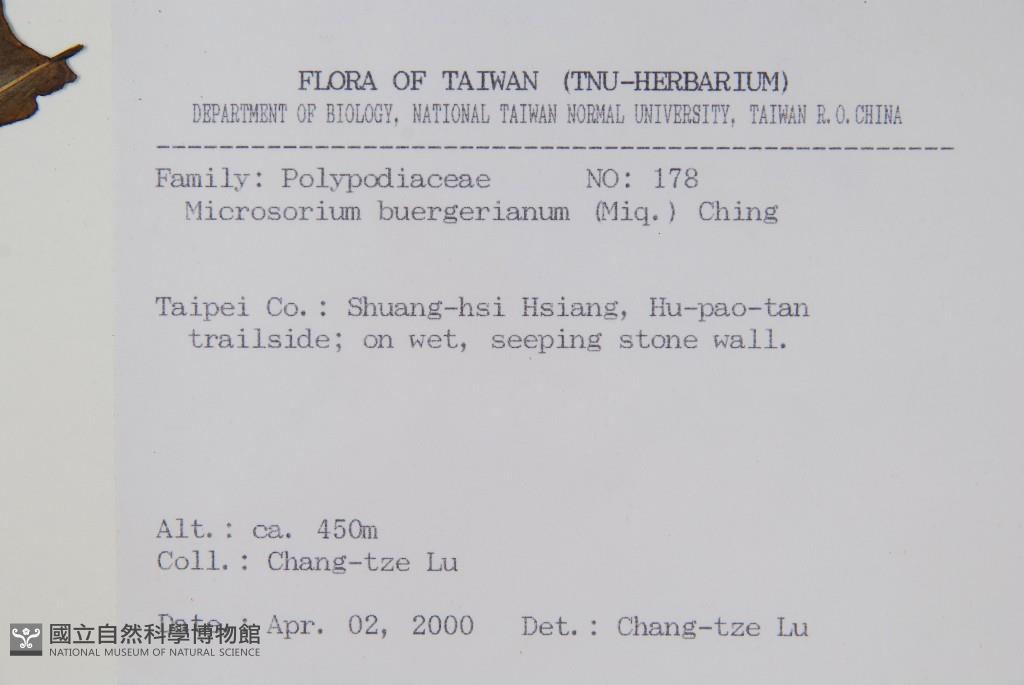 FLORA OF TAIWAN (TNU-HERBARIUM)
DEPARTMENT OF BIOLOGY, NATIONAL TAIWAN NORMAL UNIVERSITY, TAIWAN R.O.CHINA
--------------------------------------------------
Family: Polypodiaceae NO: 178
Microsorium buergerianum (Miq.) Ching
Taipei Co.: Shuang-hsi Hsiang, Hu-pao-tan
trailside; on wet, seeping stone wall.
Alt.: ca. 450m
Coll.: Chang-tze Lu
Date.: Apr. 02, 2000 Det.: Chang-tze Lu
國立自然科學博物館
NATIONAL MUSEUM OF NATURAL SCIENCE